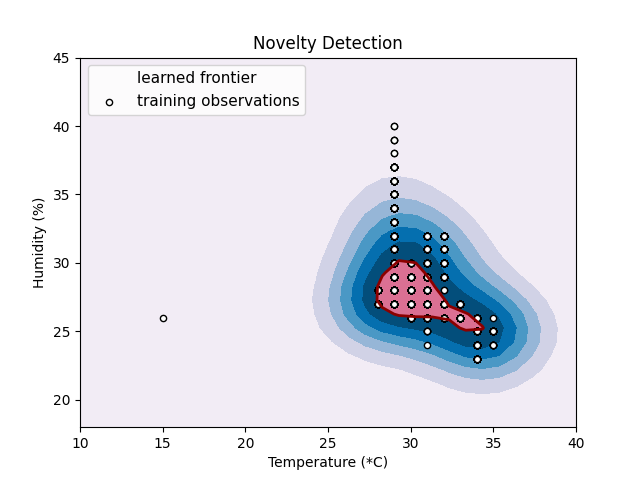 Novelty Detection
learned frontier
training observations
45
40
35
30
25
20
Humidity (%)
10
15
20
25
30
35
40
Temperature (*C)